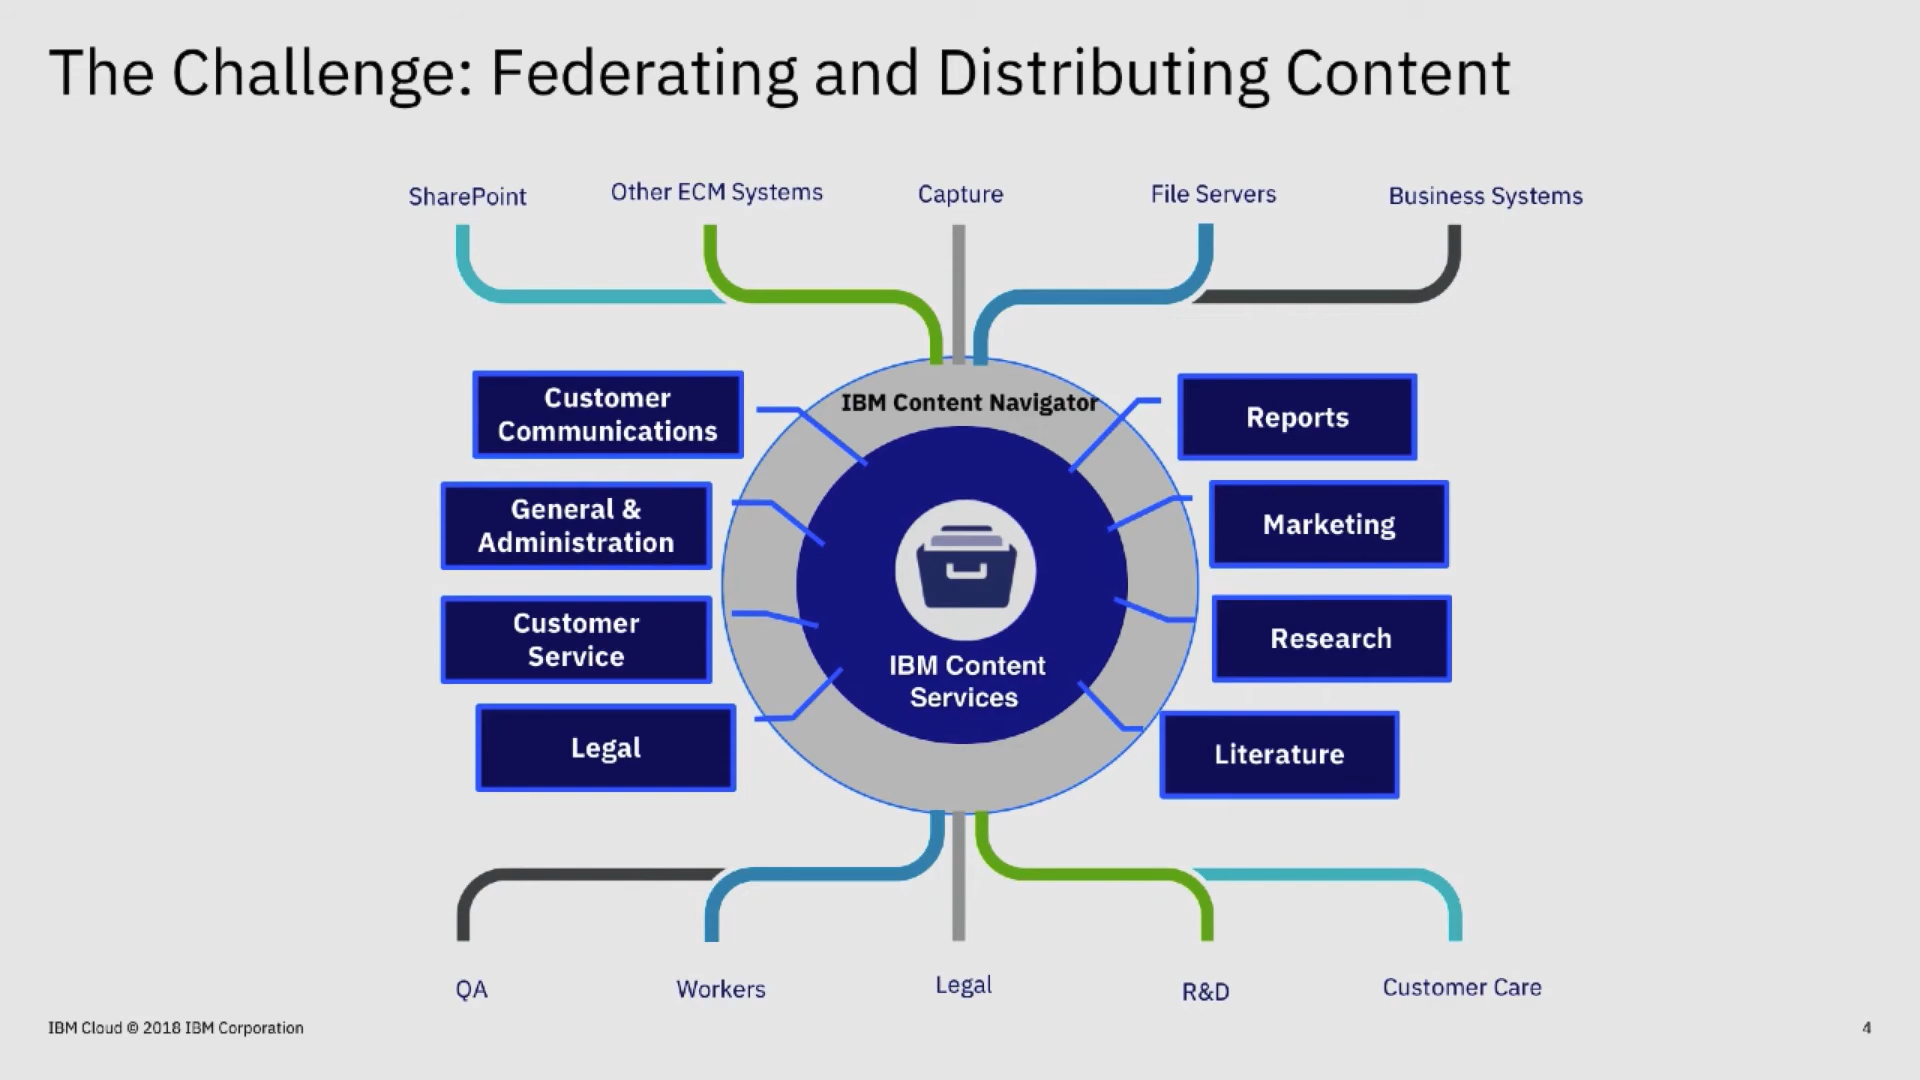 The Challenge: Federating and Distributing Content
SharePoint
Other ECM Systems
Capture
File Servers
Business Systems
IBM Content Navigator
Customer
Communications
General &
Administration
Customer
Service
Legal
IBM Content
Services
Reports
Marketing
Research
Literature
QA
Workers
Legal
R&D
Customer Care
IBM Cloud © 2018 IBM Corporation
4